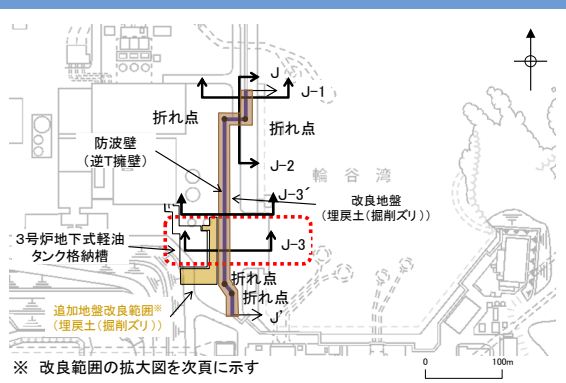 J
J-1
折れ点
折れ点
防波壁
(逆T擁壁)
J-2
輪谷湾
J-3´
改良地盤
(埋戻土(掘削ズリ))
3号炉地下式軽油
タンク格納槽
J-3
折れ点
折れ点
追加地盤改良範囲※
(埋戻土(掘削ズリ))
J'
※ 改良範囲の拡大図を次頁に示す
0 100m